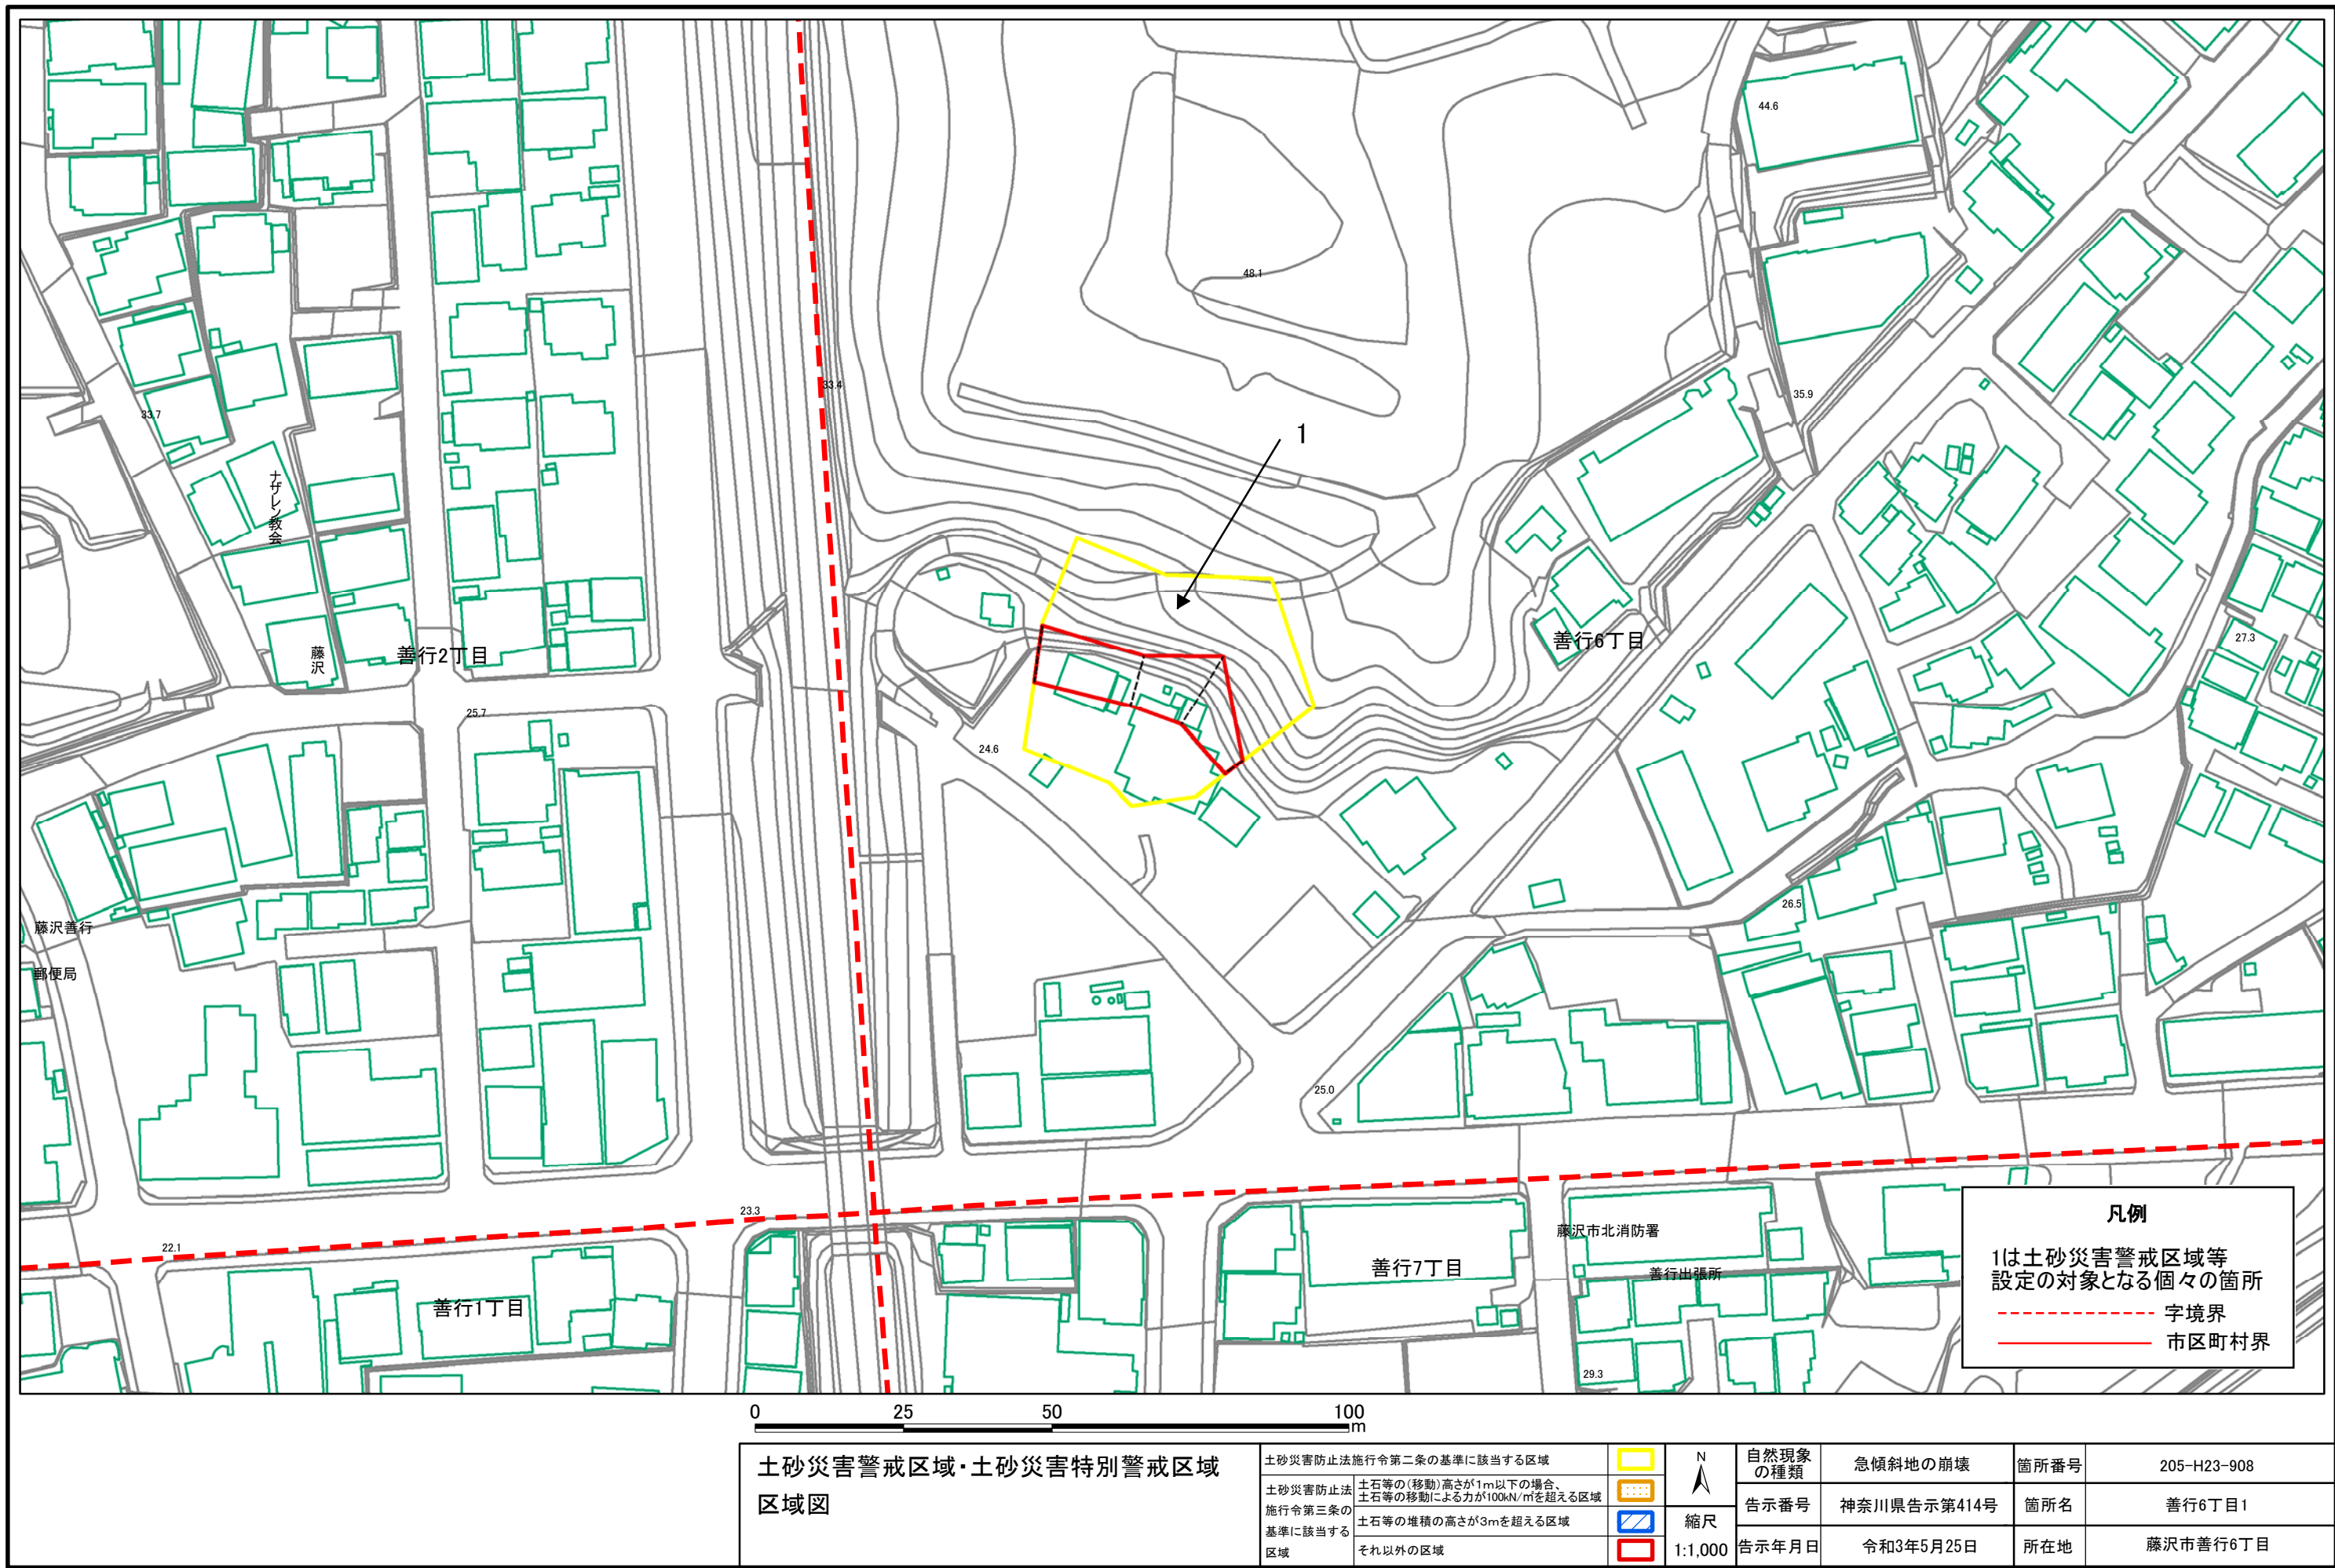 44.6
48.1
33.4
35.9
33.7
1
ナザレン教会
27.3
善行6丁目
藤沢
善行2丁目
25.7
24.6
26.5
藤沢善行
郵便局
25.0
23.3
22.1
藤沢市北消防署
善行7丁目
善行出張所
善行1丁目
29.3
凡例
1は土砂災害警戒区域等
設定の対象となる個々の箇所
字境界
市区町村界
0 25 50 100
m
土砂災害警戒区域・土砂災害特別警戒区域
区域図
土砂災害防止法施行令第二条の基準に該当する区域
土砂災害防止法
施行令第三条の
基準に該当する
区域
土石等の(移動)高さが1m以下の場合、
土石等の移動による力が100kN/㎡を超える区域
土石等の堆積の高さが3mを超える区域
それ以外の区域
N
縮尺
1:1,000
自然現象
の種類
急傾斜地の崩壊
箇所番号
205-H23-908
告示番号
神奈川県告示第414号
箇所名
善行6丁目1
告示年月日
令和3年5月25日
所在地
藤沢市善行6丁目